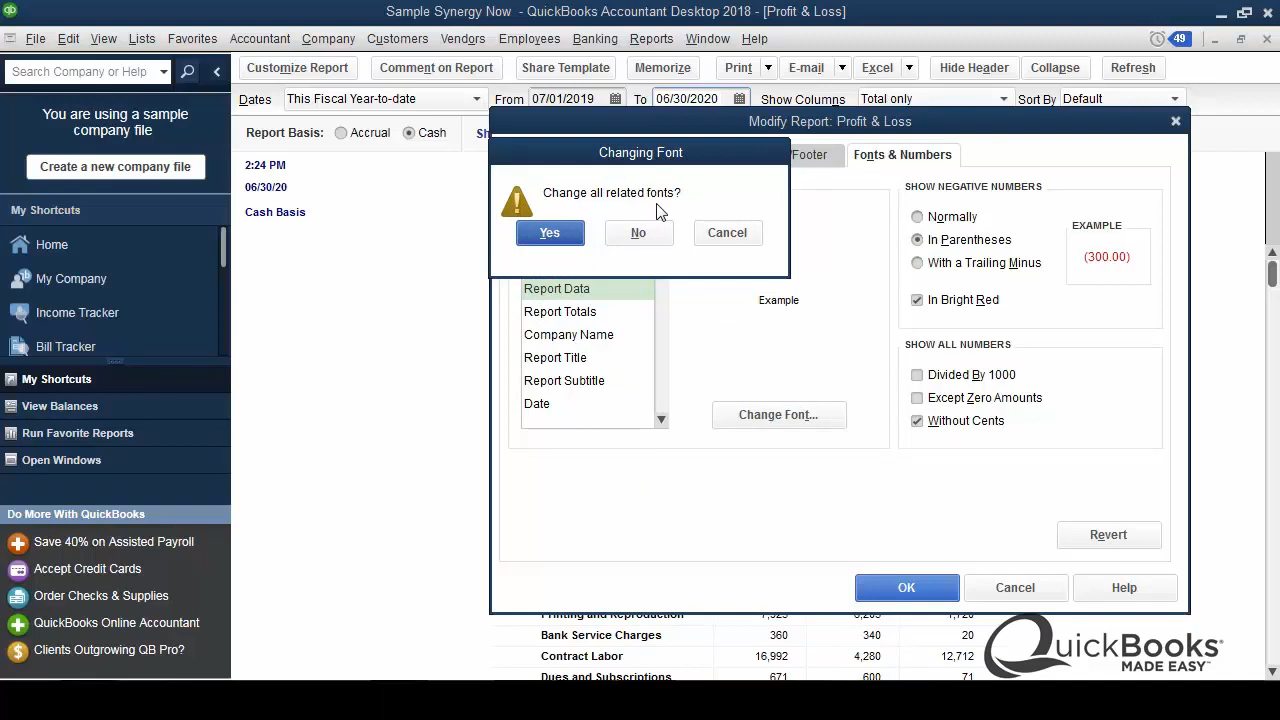 Sample Synergy Now - QuickBooks Accountant Desktop 2018 - [Profit & Loss]
File Edit View Lists Favorites Accountant Company Customers Vendors Employees Banking Reports Window Help 49
Search Company or Help
Customize Report Comment on Report Share Template Memorize Print E-mail Excel Hide Header Collapse Refresh
Dates This Fiscal Year-to-date From 07/01/2019 To 06/30/2020 Show Columns Total only Sort By Default
You are using a sample
company file
Create a new company file
Report Basis: Accrual Cash
2:24 PM
06/30/20
Cash Basis
My Shortcuts
Home
My Company
Income Tracker
Bill Tracker
My Shortcuts
View Balances
Run Favorite Reports
Open Windows
Do More With QuickBooks
Save 40% on Assisted Payroll
Accept Credit Cards
Order Checks & Supplies
QuickBooks Online Accountant
Clients Outgrowing QB Pro?
Modify Report: Profit & Loss
/Footer Fonts & Numbers
Changing Font
Change all related fonts?
Yes No Cancel
Report Data
Report Totals
Company Name
Report Title
Report Subtitle
Date
Example
Change Font...
SHOW NEGATIVE NUMBERS
Normally
In Parentheses
With a Trailing Minus
In Bright Red
EXAMPLE
(300.00)
SHOW ALL NUMBERS
Divided By 1000
Except Zero Amounts
Without Cents
Revert
OK Cancel Help
Printing and Reproduction
Bank Service Charges 360 340 20
Contract Labor 16,992 4,280 12,712
Dues and Subscriptions 671 600 71
QuickBooks®
MADE EASY™